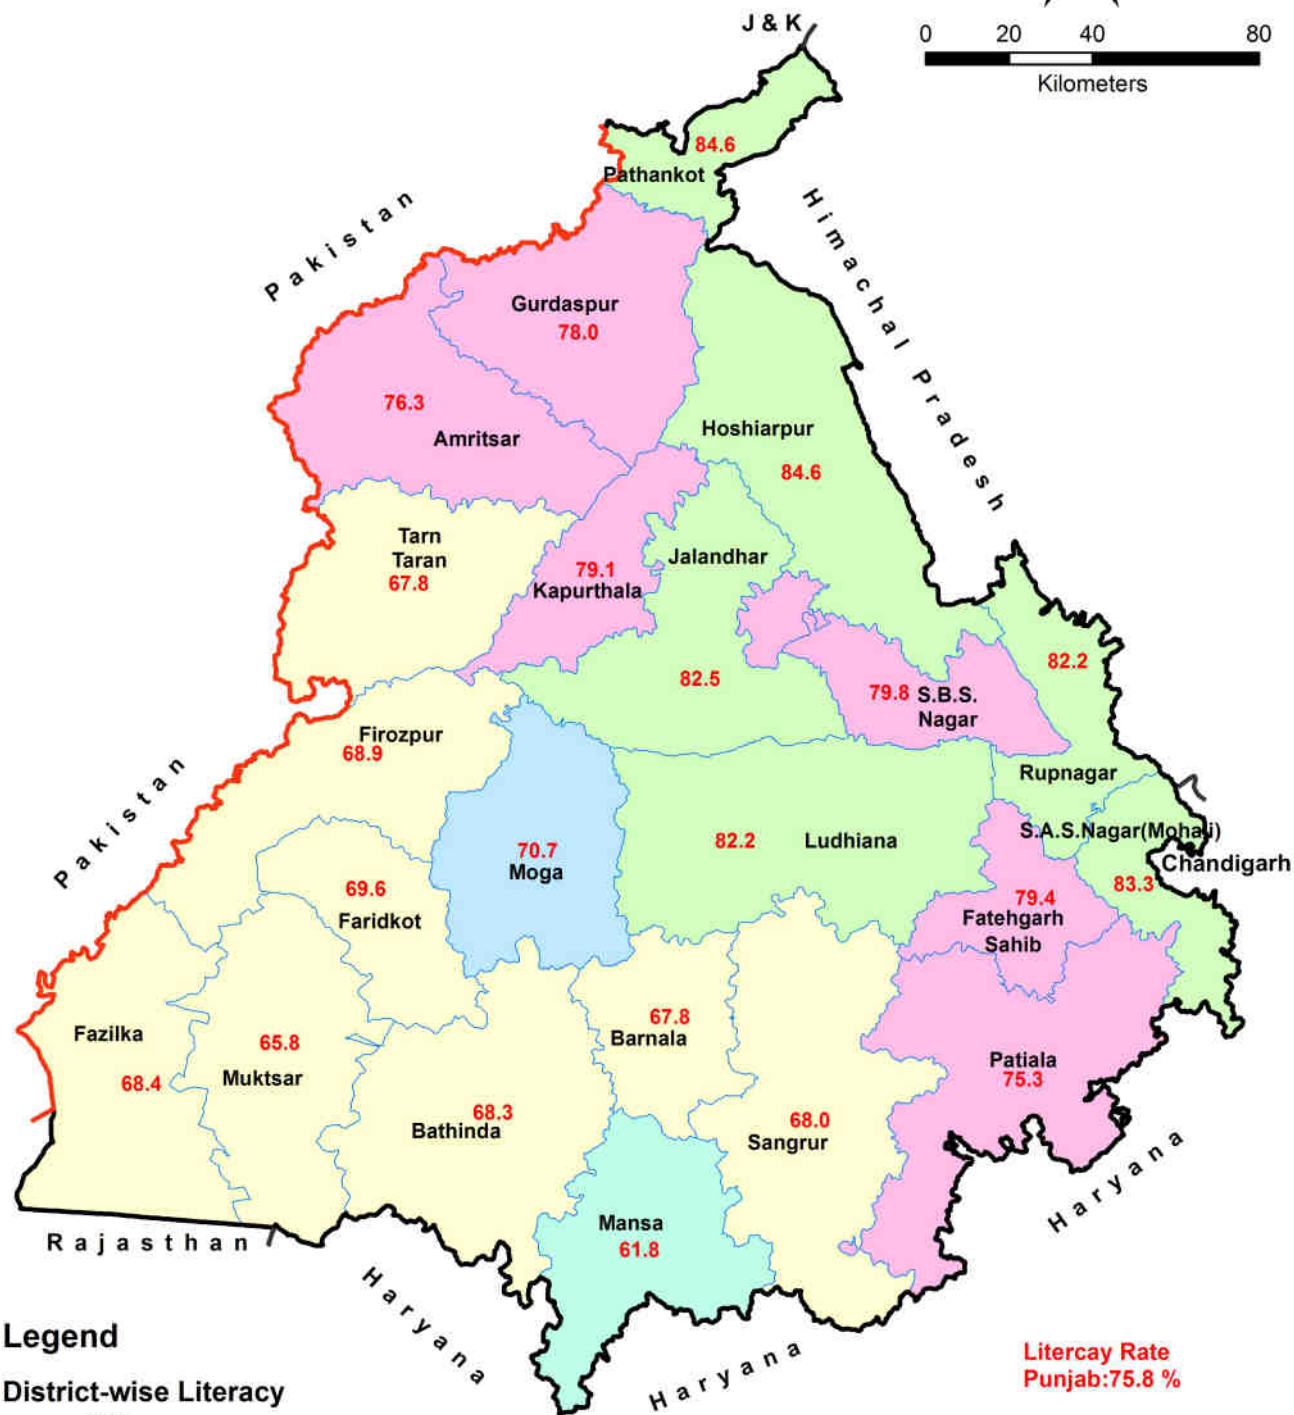 J & K
0 20 40 80
Kilometers
84.6
Pathankot
Pakistan
Himachal Pradesh
Gurdaspur
78.0
76.3
Amritsar
Hoshiarpur
84.6
Tarn
Taran
67.8
79.1
Kapurthala
Jalandhar
82.5
82.2
79.8 S.B.S.
Nagar
Firozpur
68.9
Rupnagar
Pakistan
S.A.S.Nagar(Mohali)
Chandigarh
83.3
82.2 Ludhiana
70.7
Moga
69.6
Faridkot
79.4
Fatehgarh
Sahib
Fazilka
68.4
65.8
Muktsar
67.8
Barnala
Patiala
75.3
68.3
Bathinda
68.0
Sangrur
Mansa
61.8
Haryana
Rajasthan
Haryana
Haryana
Legend
District-wise Literacy
Litercay Rate
Punjab:75.8 %